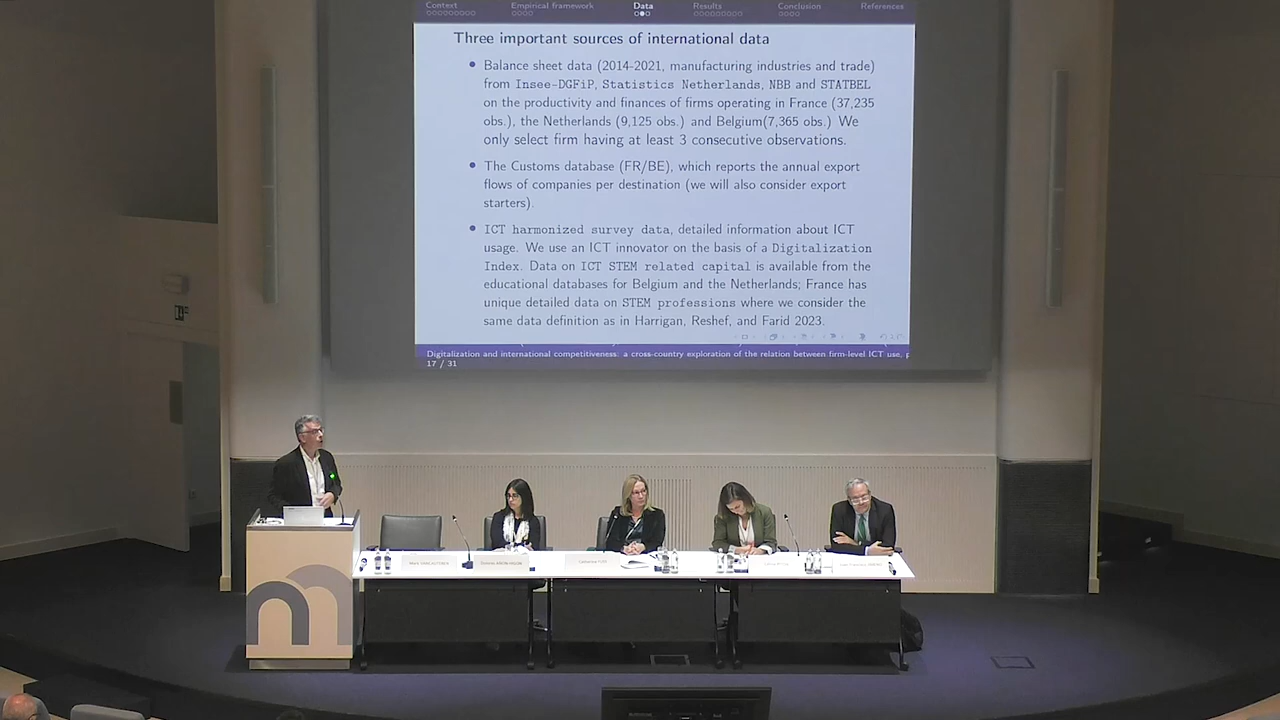 Context
Empirical framework
Data
Results
Conclusion
References
Three important sources of international data
Balance sheet data (2014-2021, manufacturing industries and trade)
from Insee-DGFiP, Statistics Netherlands, NBB and STATBEL
on the productivity and finances of firms operating in France (37,235
obs.), the Netherlands (9,125 obs.) and Belgium(7,365 obs.) We
only select firm having at least 3 consecutive observations.
The Customs database (FR/BE), which reports the annual export
flows of companies per destination (we will also consider export
starters).
ICT harmonized survey data, detailed information about ICT
usage. We use an ICT innovator on the basis of a Digitalization
Index. Data on ICT STEM related capital is available from the
educational databases for Belgium and the Netherlands; France has
unique detailed data on STEM professions where we consider the
same data definition as in Harrigan, Reshef, and Farid 2023.
Digitalization and international competitiveness: a cross-country exploration of the relation between firm-level ICT use, p
17 / 31